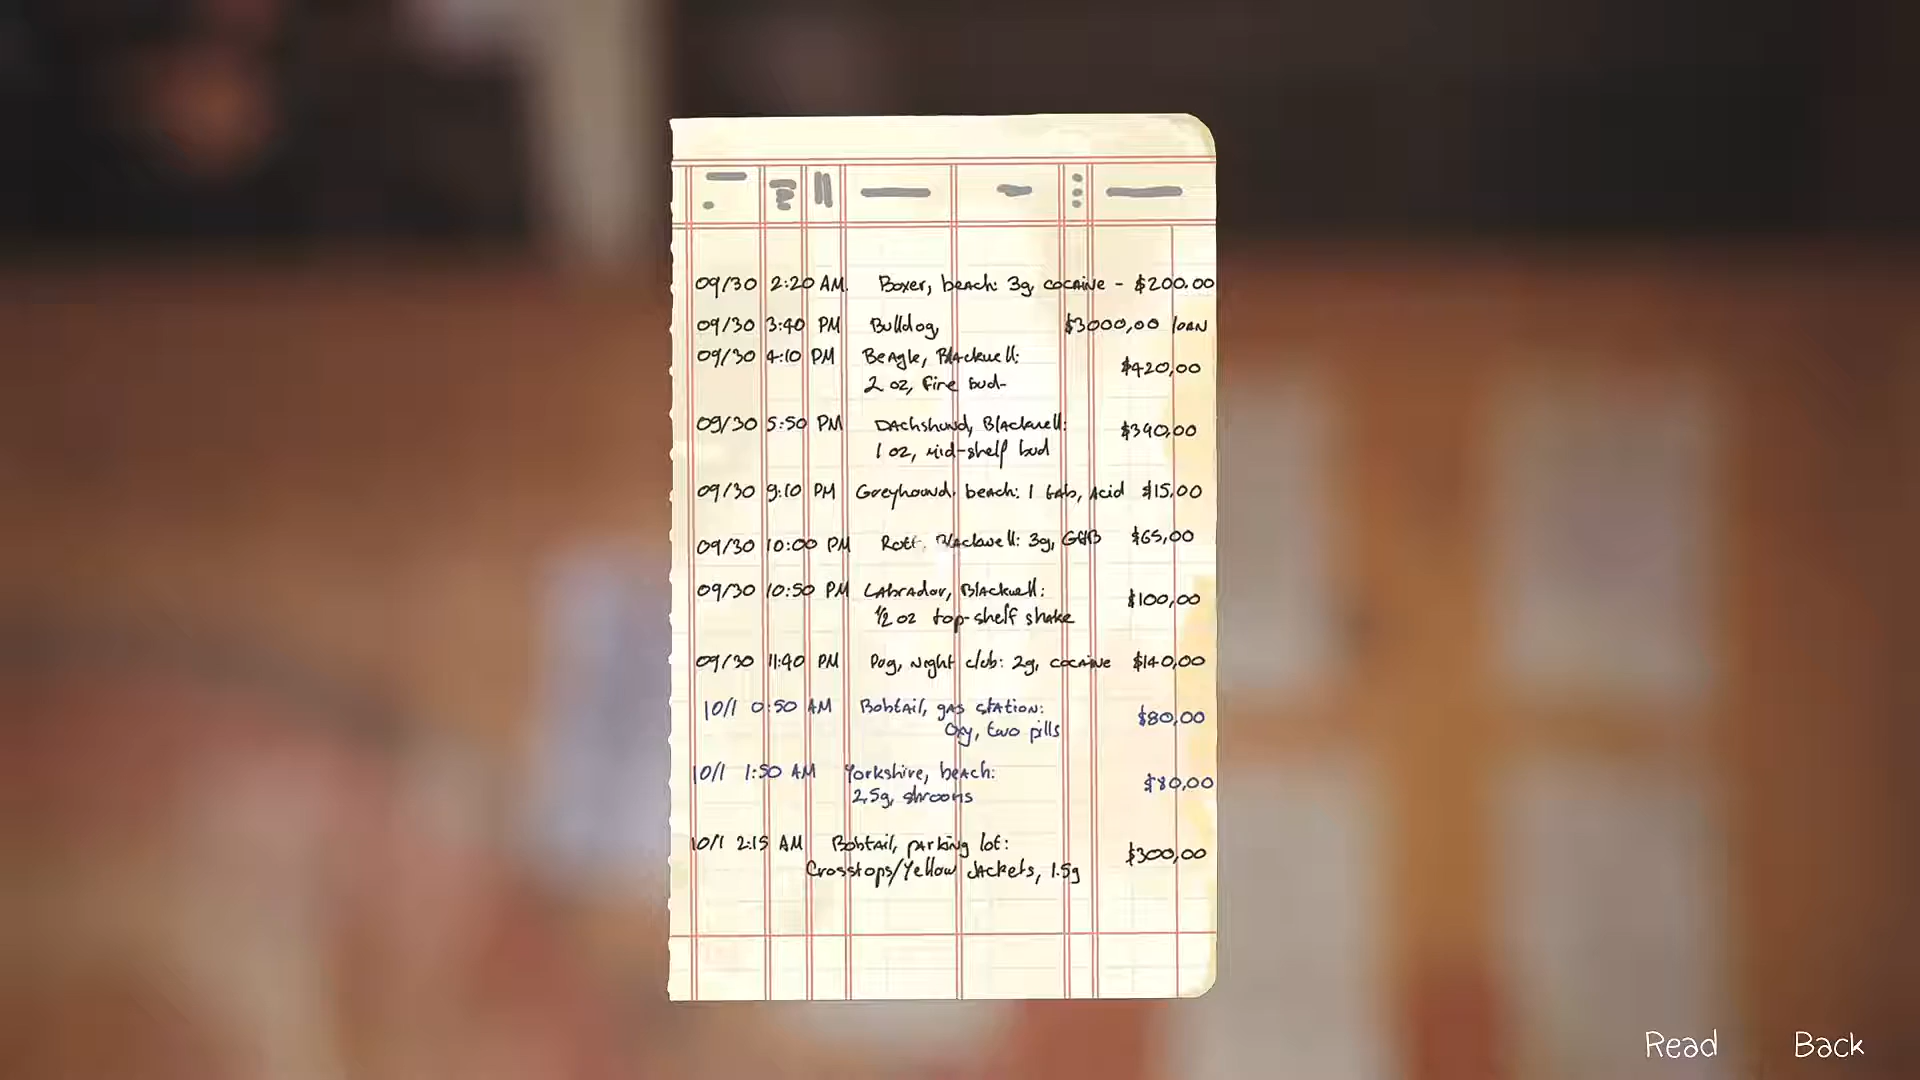 09/30 2:20 AM. Boxer, beach: 3g, cocaine - $200.00
09/30 3:40 PM Bulldog, $3000,00 loan
09/30 4:10 PM Beagle, Blackwell: $420,00
2 oz, fire bud-
09/30 5:50 PM Dachshund, Blackwell: $390,00
1 oz, mid-shelf bud
09/30 9:10 PM Greyhound, beach: 1 tab, Acid $15,00
09/30 10:00 PM Rott, Blackwell: 3g, GHB $65,00
09/30 10:50 PM Labrador, Blackwell: $100,00
1/2 oz top-shelf shake
09/30 11:40 PM Pug, night club: 2g, cocaine $140,00
10/1 0:50 AM Bobtail, gas station: $80,00
Oxy, two pills
10/1 1:50 AM Yorkshire, beach: $80,00
2,5g, shrooms
10/1 2:15 AM Bobtail, parking lot: $300,00
Crosstops/Yellow Jackets, 1.5g
Read Back